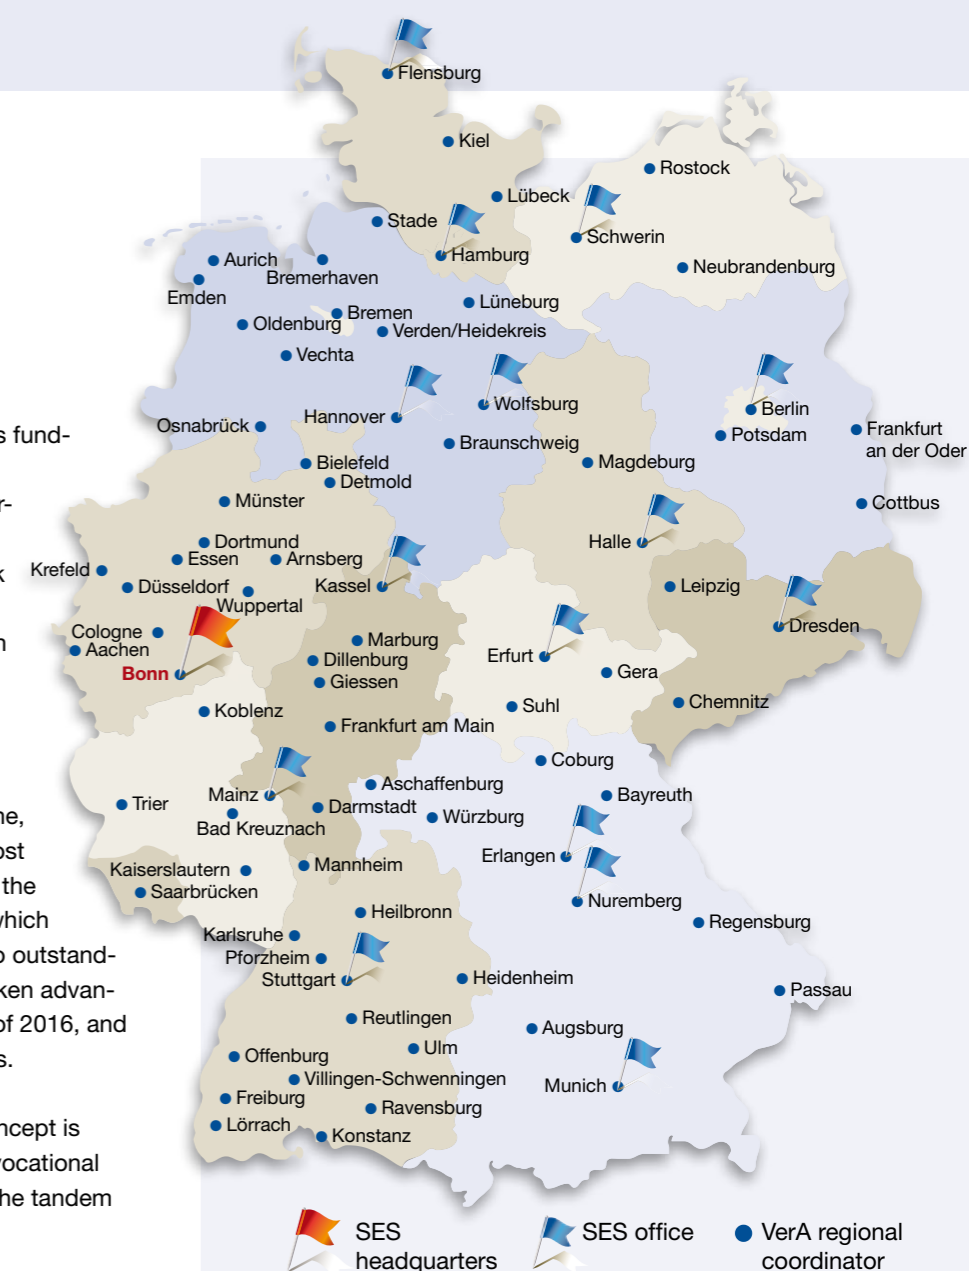 Flensburg
Kiel
Rostock
Lübeck
Stade
Schwerin
Hamburg
Aurich
Bremerhaven
Neubrandenburg
Emden
Lüneburg
Bremen
Oldenburg
Verden/Heidekreis
Vechta
Hannover
Wolfsburg
Berlin
Osnabrück
Potsdam
Frankfurt
an der Oder
Braunschweig
Bielefeld
Magdeburg
Detmold
Münster
Cottbus
Dortmund
Halle
Essen
Arnsberg
Krefeld
Düsseldorf
Kassel
Leipzig
Wuppertal
Cologne
Dresden
Aachen
Marburg
Dillenburg
Erfurt
Bonn
Giessen
Gera
Koblenz
Suhl
Chemnitz
Frankfurt am Main
Coburg
Aschaffenburg
Mainz
Bayreuth
Trier
Darmstadt
Würzburg
Bad Kreuznach
Erlangen
Mannheim
Kaiserslautern
Saarbrücken
Nuremberg
Heilbronn
Regensburg
Karlsruhe
Pforzheim
Stuttgart
Heidenheim
Passau
Reutlingen
Augsburg
Ulm
Offenburg
Villingen-Schwenningen
Munich
Freiburg
Ravensburg
Lörrach
Konstanz
s fund-
r-
k
n
ne,
ost
the
which
o outstand-
ken advan-
of 2016, and
s.
ncept is
vocational
he tandem
SES
headquarters
SES office
VerA regional
coordinator